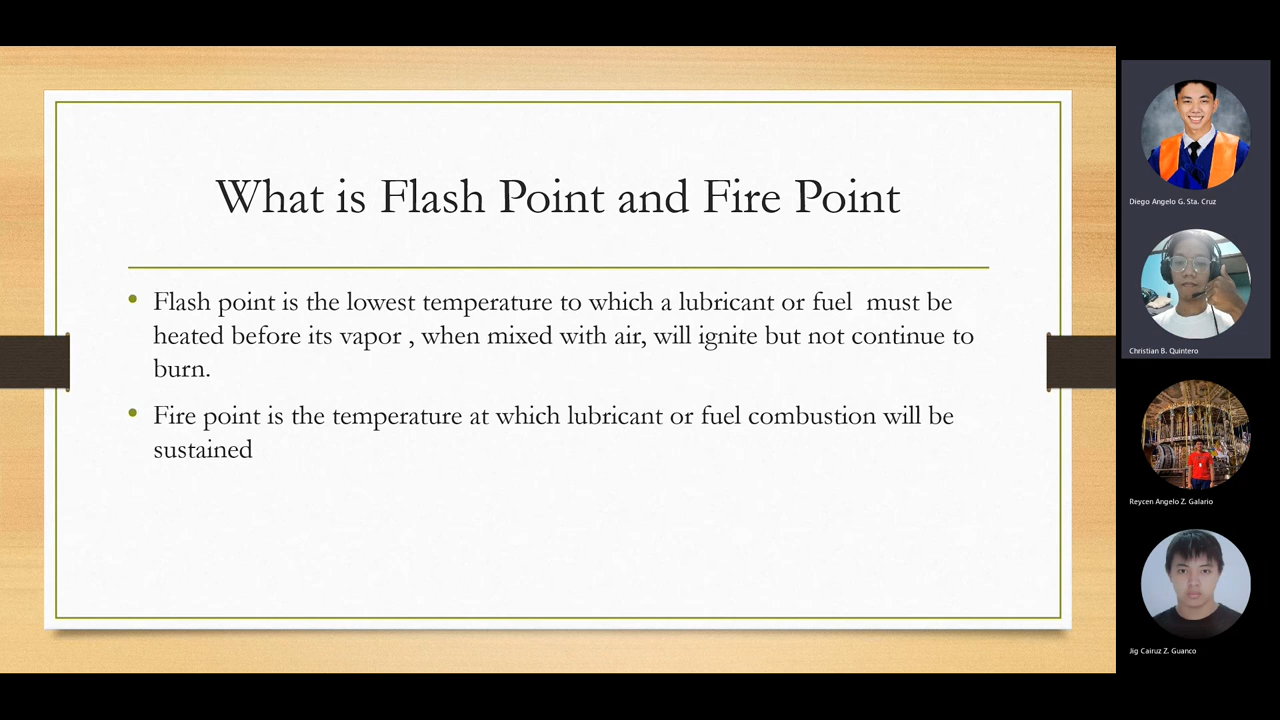 What is Flash Point and Fire Point
• Flash point is the lowest temperature to which a lubricant or fuel  must be
heated before its vapor , when mixed with air, will ignite but not continue to
burn.
• Fire point is the temperature at which lubricant or fuel combustion will be
sustained
Diego Angelo G. Sta. Cruz
Christian B. Quintero
Reycen Angelo Z. Galario
Jig Cairuz Z. Guanco